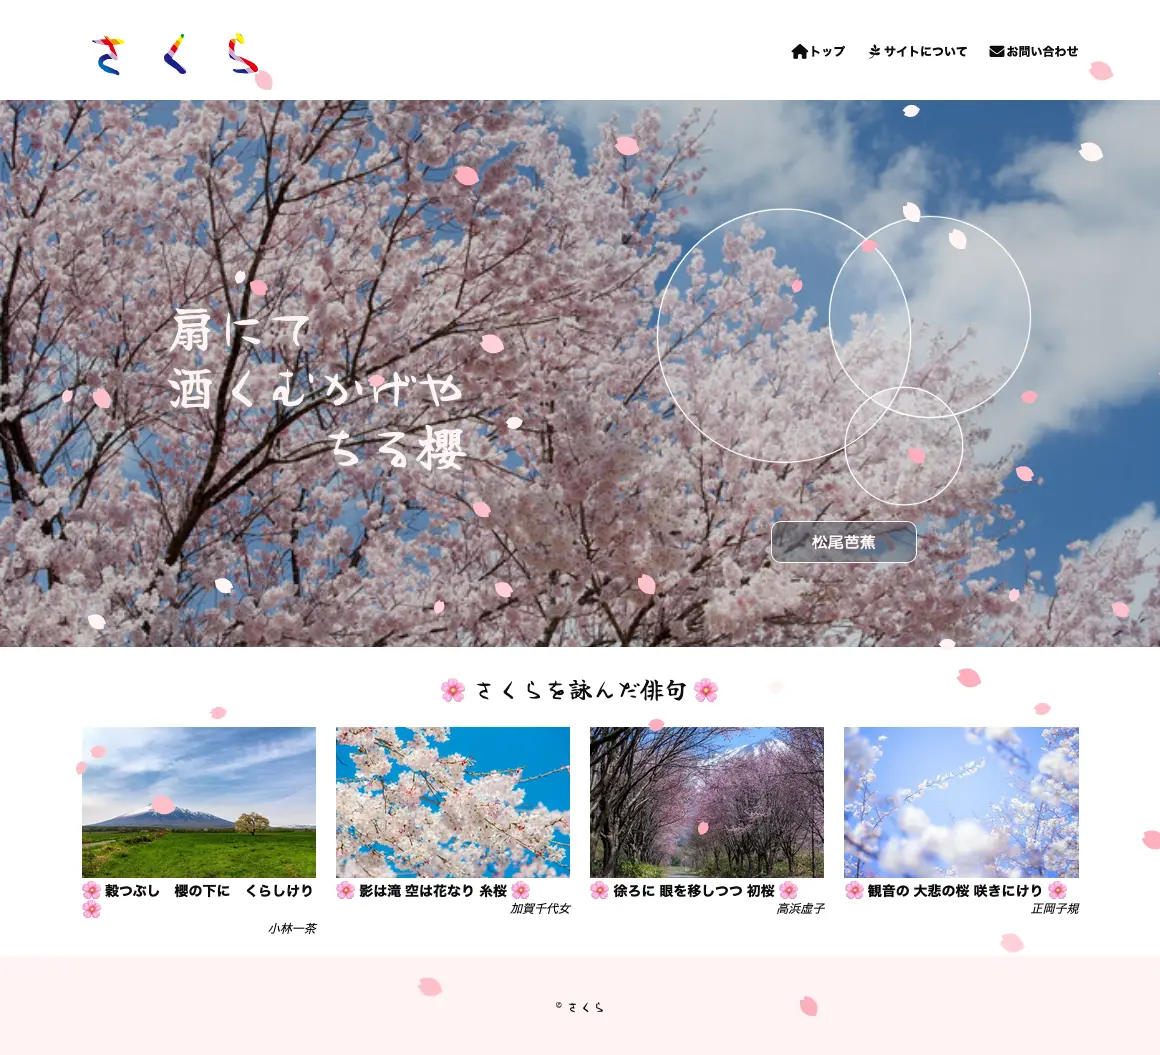 さくら
トップ
サイトについて
お問い合わせ
扇にて
酒くむかげや
ちる櫻
松尾芭蕉
🌸 さくらを詠んだ俳句 🌸
🌸 穀つぶし　櫻の下に　くらしけり
🌸
小林一茶
🌸 影は滝 空は花なり 糸桜 🌸
加賀千代女
🌸 徐ろに 眼を移しつつ 初桜 🌸
高浜虚子
🌸 観音の 大悲の桜 咲きにけり 🌸
正岡子規
© さくら